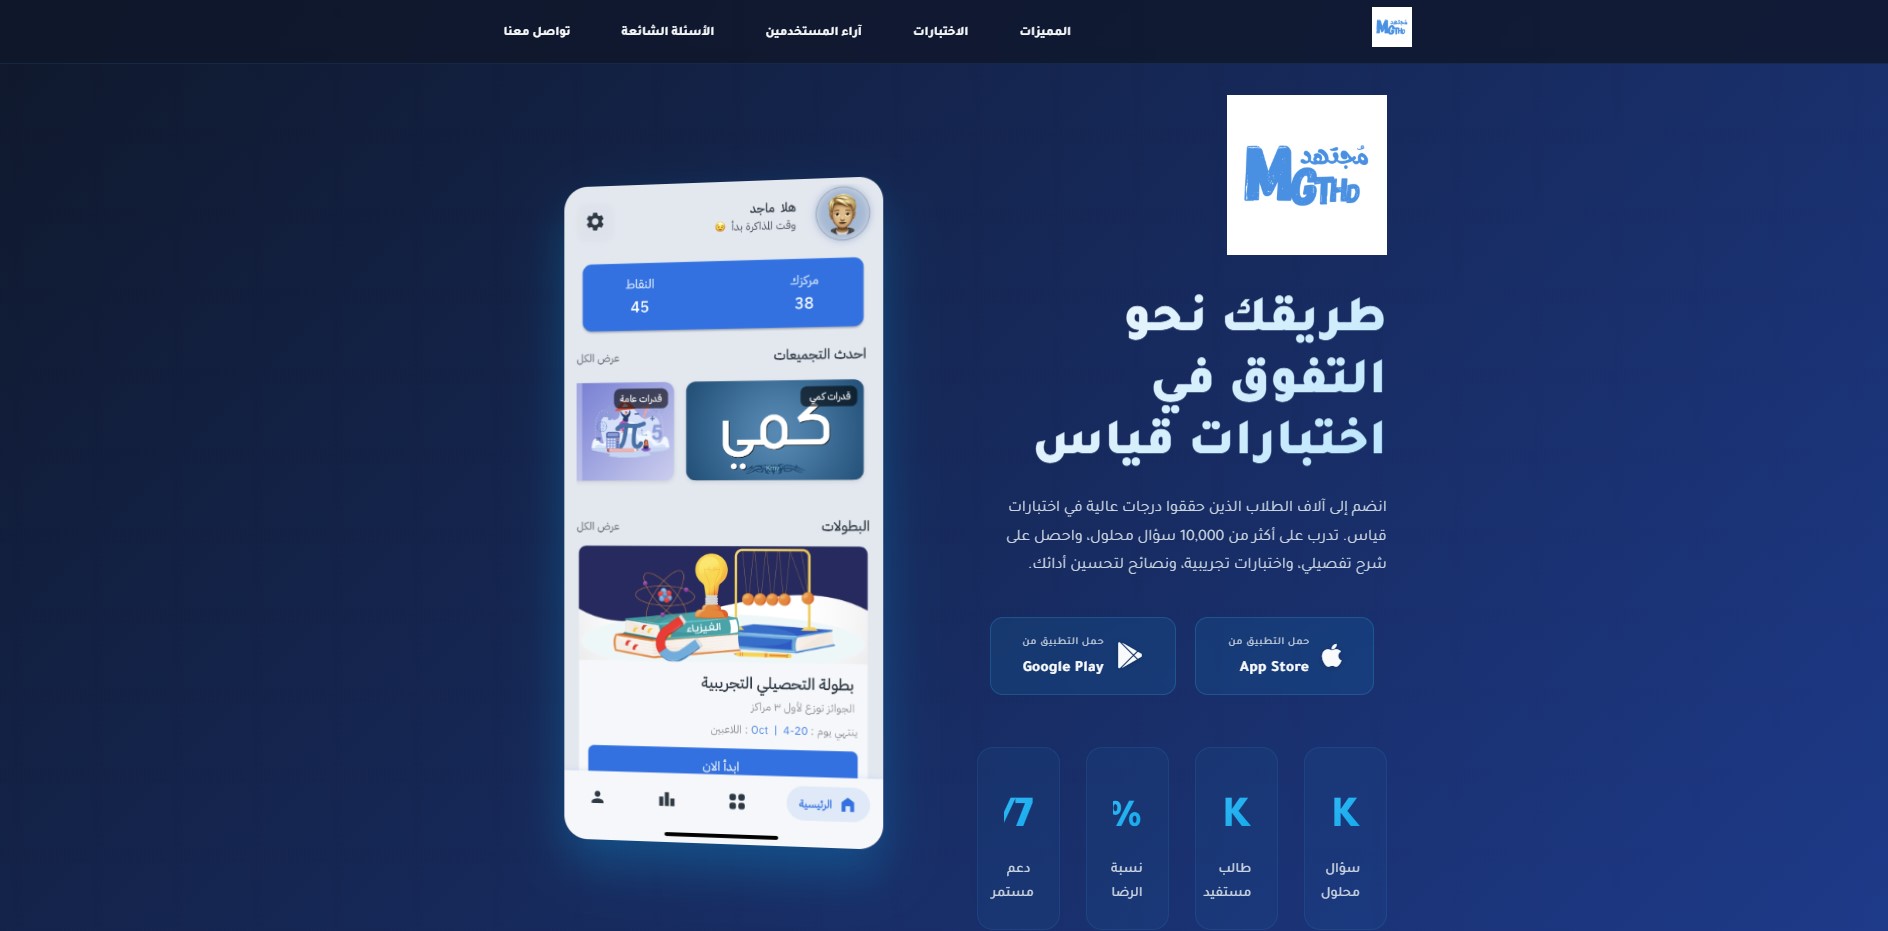 مُجتَهد
MGTHD
المميزات
الاختبارات
آراء المستخدمين
الأسئلة الشائعة
تواصل معنا
مُجتَهد
MGTHD
طريقك نحو
التفوق في
اختبارات قياس
انضم إلى آلاف الطلاب الذين حققوا درجات عالية في اختبارات
قياس. تدرب على أكثر من 10,000 سؤال محلول، واحصل على
شرح تفصيلي، واختبارات تجريبية، ونصائح لتحسين أدائك.
حمل التطبيق من
App Store
حمل التطبيق من
Google Play
K
سؤال
محلول
K
طالب
مستفيد
%
نسبة
الرضا
/7
دعم
مستمر
هلا ماجد
وقت المذاكرة بدأ 😉
مركزك
38
النقاط
45
احدث التجميعات
عرض الكل
قدرات كمي
كمي
قدرات عامة
البطولات
عرض الكل
الفيزياء
بطولة التحصيلي التجريبية
الجوائز توزع لأول ٣ مراكز
ينتهي يوم : 20-Oct | 4 : اللاعبين
ابدأ الان
الرئيسية